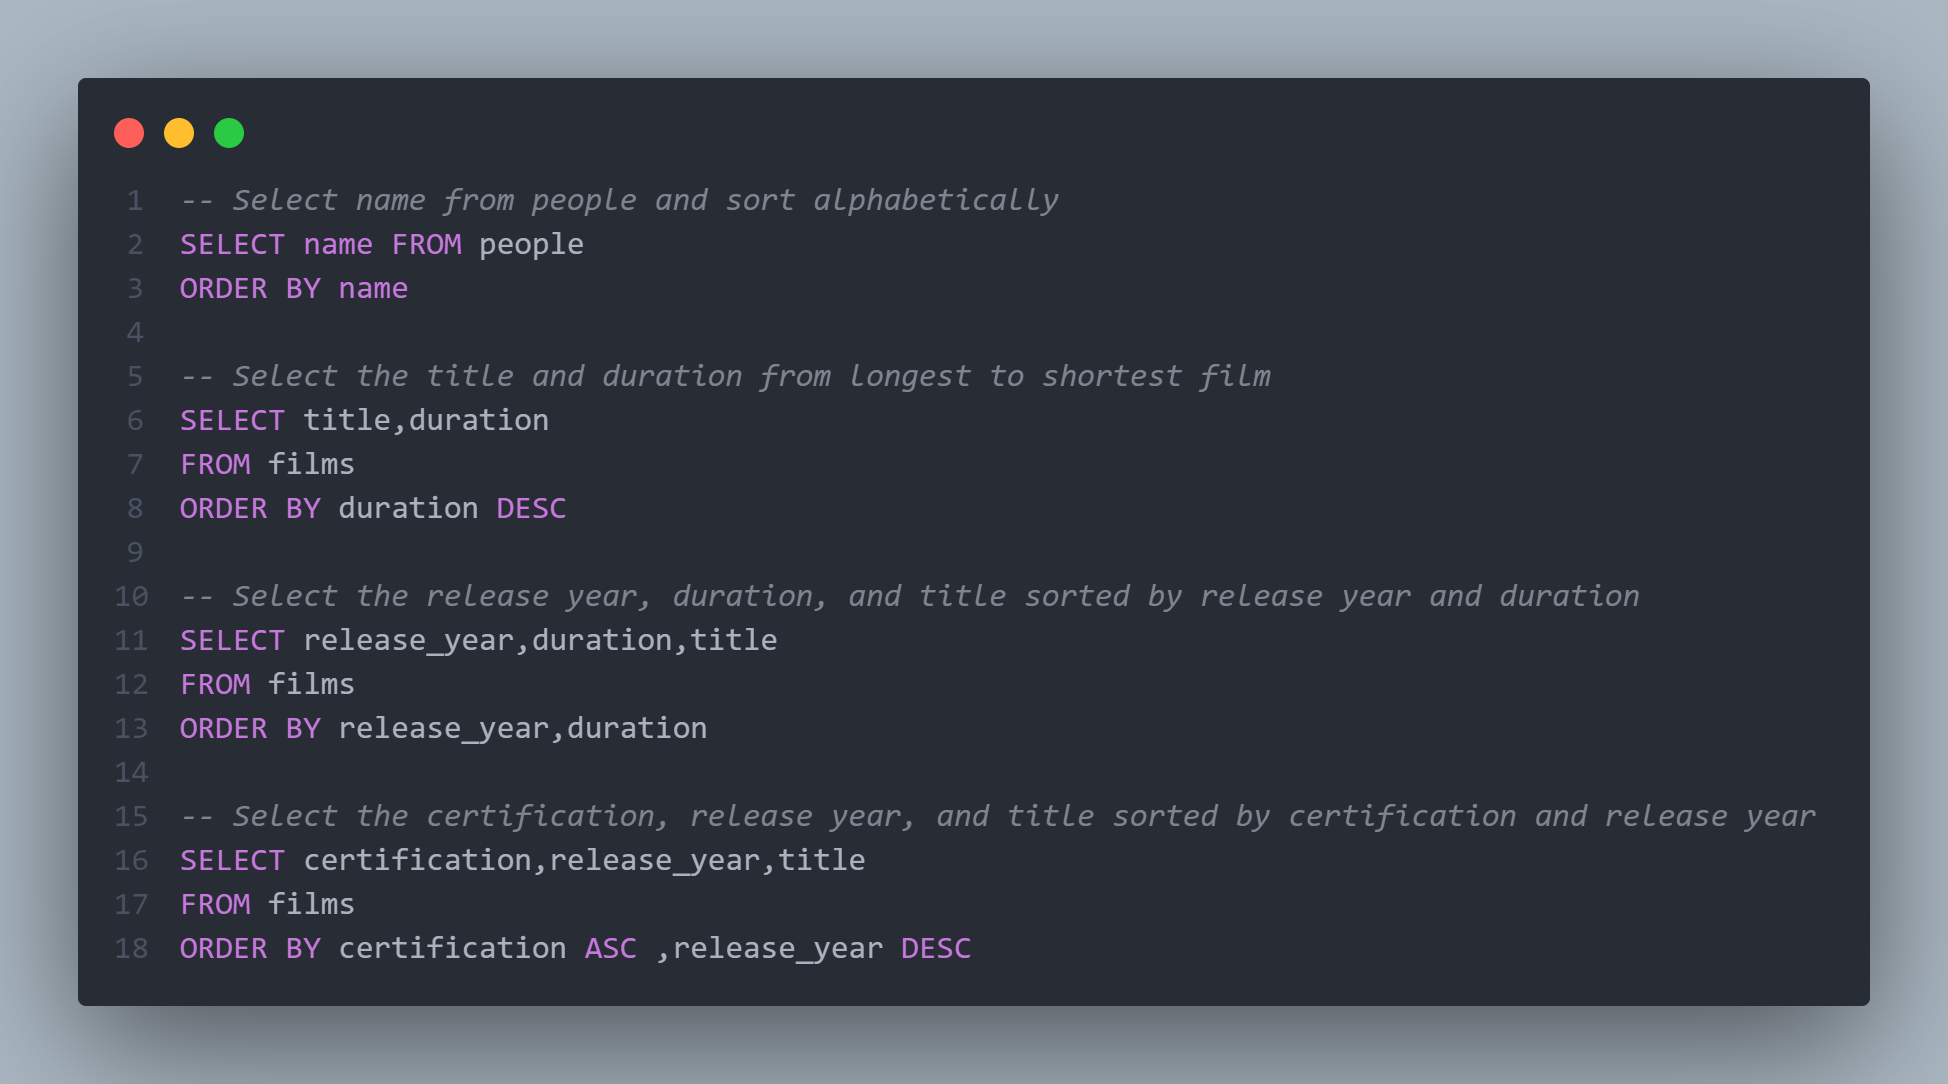 1 -- Select name from people and sort alphabetically
2 SELECT name FROM people
3 ORDER BY name
4
5 -- Select the title and duration from longest to shortest film
6 SELECT title,duration
7 FROM films
8 ORDER BY duration DESC
9
10 -- Select the release year, duration, and title sorted by release year and duration
11 SELECT release_year,duration,title
12 FROM films
13 ORDER BY release_year,duration
14
15 -- Select the certification, release year, and title sorted by certification and release year
16 SELECT certification,release_year,title
17 FROM films
18 ORDER BY certification ASC ,release_year DESC